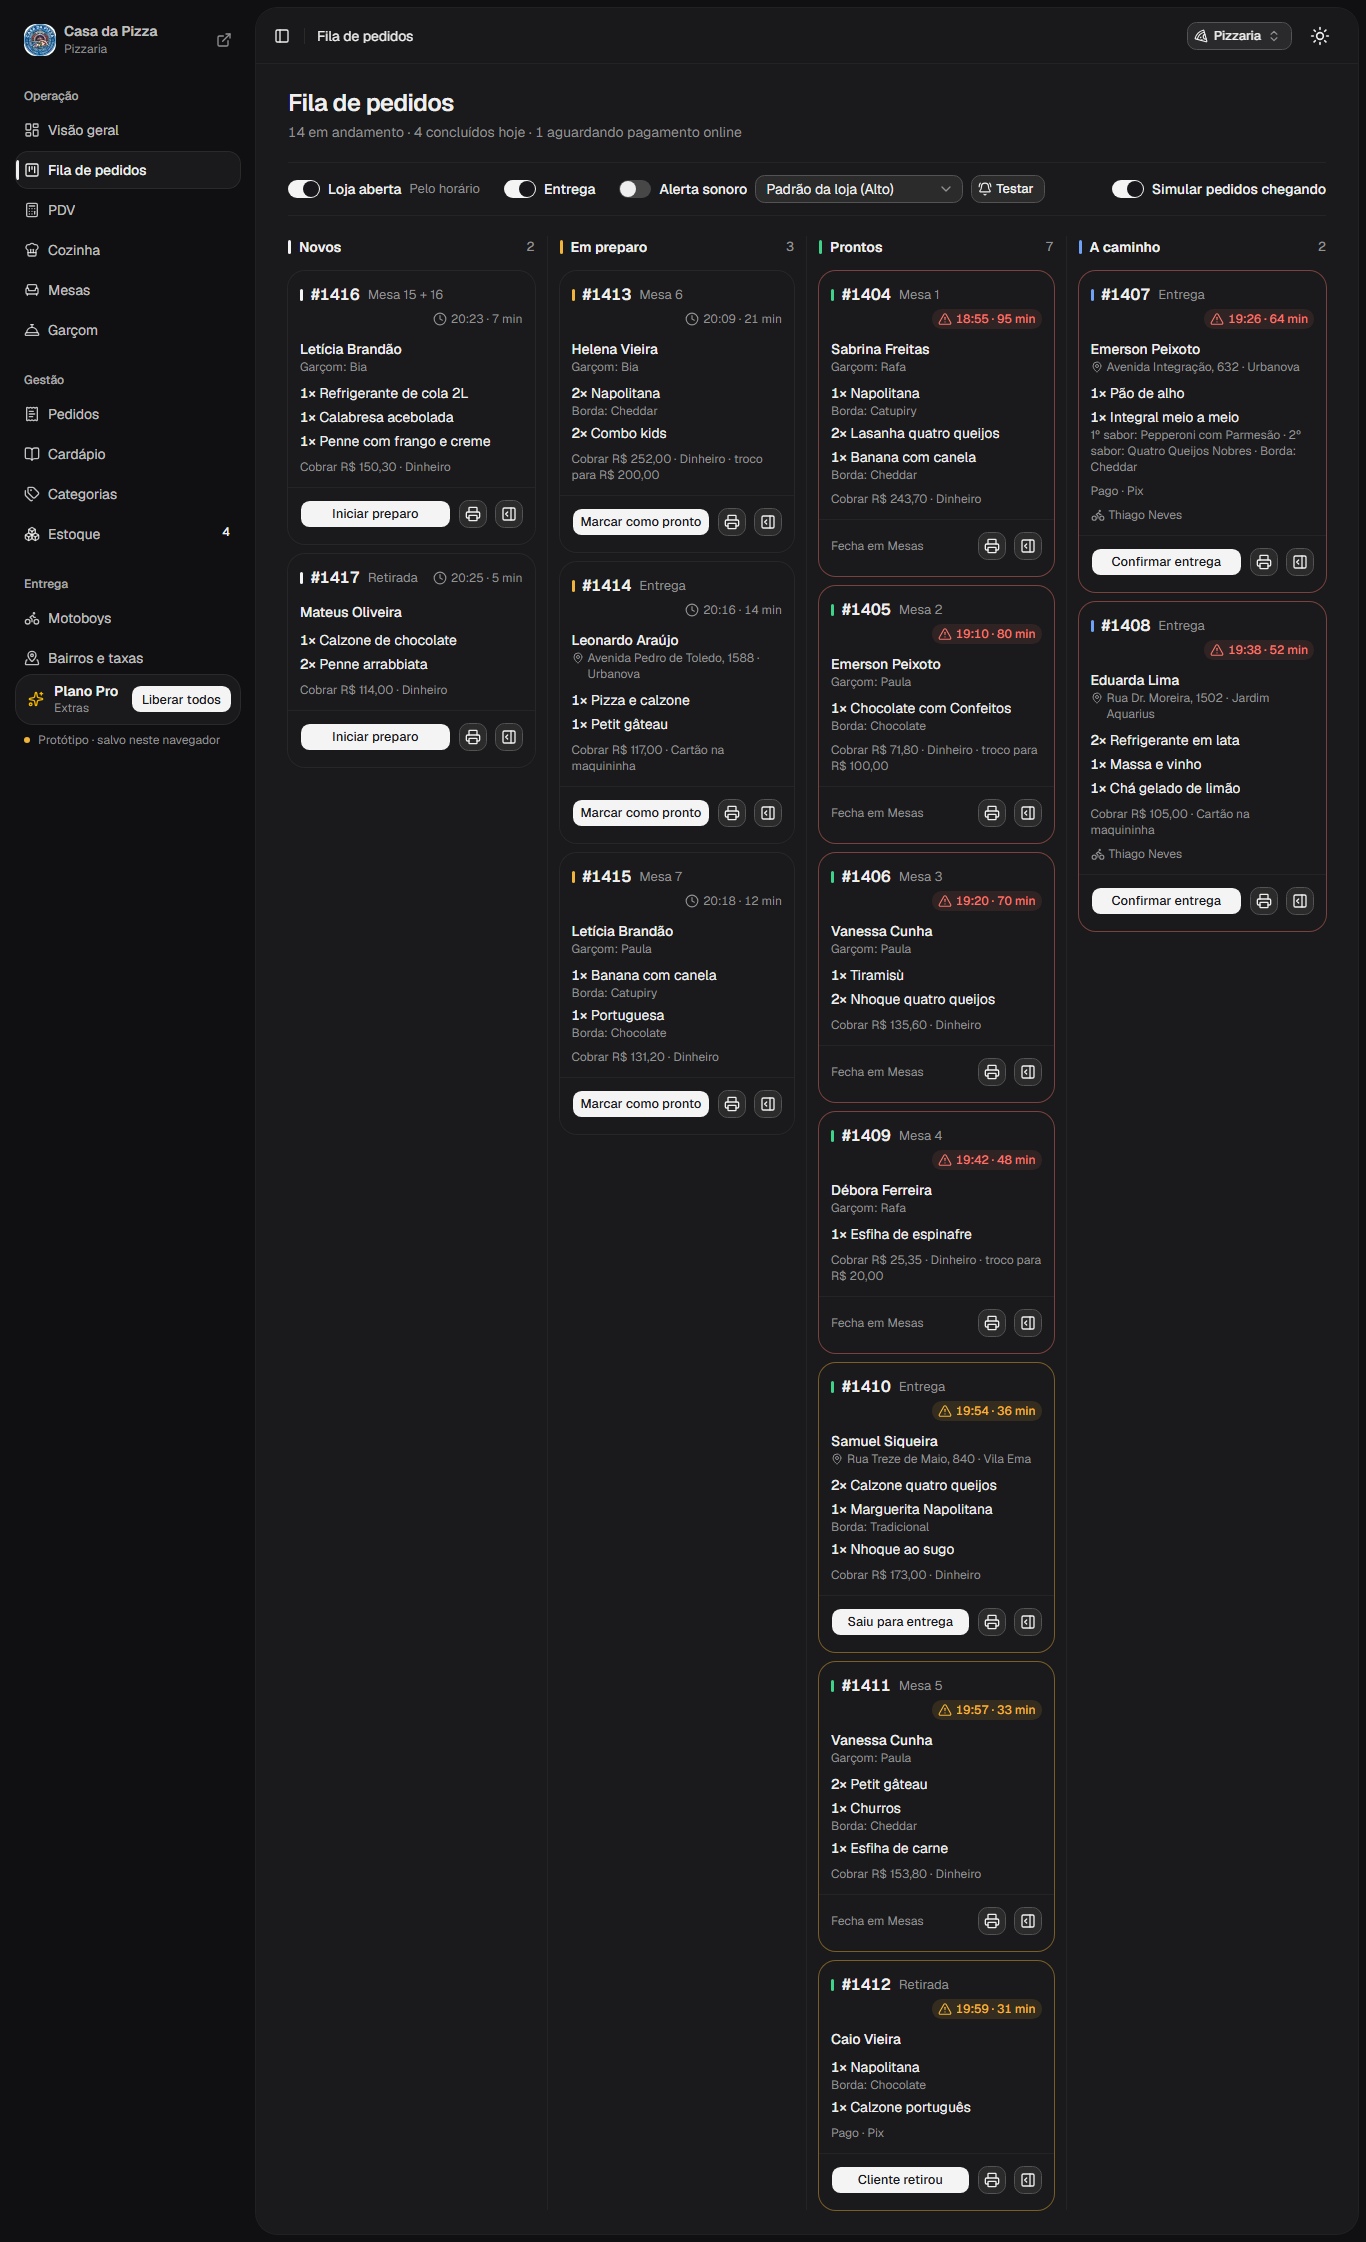 Casa da Pizza
Pizzaria
Operação
Visão geral
Fila de pedidos
PDV
Cozinha
Mesas
Garçom
Gestão
Pedidos
Cardápio
Categorias
Estoque 4
Entrega
Motoboys
Bairros e taxas
Plano Pro
Extras
Liberar todos
Protótipo · salvo neste navegador
Fila de pedidos
Pizzaria
Fila de pedidos
14 em andamento · 4 concluídos hoje · 1 aguardando pagamento online
Loja aberta Pelo horário Entrega Alerta sonoro Padrão da loja (Alto) Testar Simular pedidos chegando
Novos 2
#1416 Mesa 15 + 16
20:23 · 7 min
Letícia Brandão
Garçom: Bia
1× Refrigerante de cola 2L
1× Calabresa acebolada
1× Penne com frango e creme
Cobrar R$ 150,30 · Dinheiro
Iniciar preparo
#1417 Retirada 20:25 · 5 min
Mateus Oliveira
1× Calzone de chocolate
2× Penne arrabbiata
Cobrar R$ 114,00 · Dinheiro
Iniciar preparo
Em preparo 3
#1413 Mesa 6
20:09 · 21 min
Helena Vieira
Garçom: Bia
2× Napolitana
Borda: Cheddar
2× Combo kids
Cobrar R$ 252,00 · Dinheiro · troco
para R$ 200,00
Marcar como pronto
#1414 Entrega
20:16 · 14 min
Leonardo Araújo
Avenida Pedro de Toledo, 1588 ·
Urbanova
1× Pizza e calzone
1× Petit gâteau
Cobrar R$ 117,00 · Cartão na
maquininha
Marcar como pronto
#1415 Mesa 7
20:18 · 12 min
Letícia Brandão
Garçom: Paula
1× Banana com canela
Borda: Catupiry
1× Portuguesa
Borda: Chocolate
Cobrar R$ 131,20 · Dinheiro
Marcar como pronto
Prontos 7
#1404 Mesa 1
18:55 · 95 min
Sabrina Freitas
Garçom: Rafa
1× Napolitana
Borda: Catupiry
2× Lasanha quatro queijos
1× Banana com canela
Borda: Cheddar
Cobrar R$ 243,70 · Dinheiro
Fecha em Mesas
#1405 Mesa 2
19:10 · 80 min
Emerson Peixoto
Garçom: Paula
1× Chocolate com Confeitos
Borda: Chocolate
Cobrar R$ 71,80 · Dinheiro · troco para
R$ 100,00
Fecha em Mesas
#1406 Mesa 3
19:20 · 70 min
Vanessa Cunha
Garçom: Paula
1× Tiramisù
2× Nhoque quatro queijos
Cobrar R$ 135,60 · Dinheiro
Fecha em Mesas
#1409 Mesa 4
19:42 · 48 min
Débora Ferreira
Garçom: Rafa
1× Esfiha de espinafre
Cobrar R$ 25,35 · Dinheiro · troco para
R$ 20,00
Fecha em Mesas
#1410 Entrega
19:54 · 36 min
Samuel Siqueira
Rua Treze de Maio, 840 · Vila Ema
2× Calzone quatro queijos
1× Marguerita Napolitana
Borda: Tradicional
1× Nhoque ao sugo
Cobrar R$ 173,00 · Dinheiro
Saiu para entrega
#1411 Mesa 5
19:57 · 33 min
Vanessa Cunha
Garçom: Paula
2× Petit gâteau
1× Churros
Borda: Cheddar
1× Esfiha de carne
Cobrar R$ 153,80 · Dinheiro
Fecha em Mesas
#1412 Retirada
19:59 · 31 min
Caio Vieira
1× Napolitana
Borda: Chocolate
1× Calzone português
Pago · Pix
Cliente retirou
A caminho 2
#1407 Entrega
19:26 · 64 min
Emerson Peixoto
Avenida Integração, 632 · Urbanova
1× Pão de alho
1× Integral meio a meio
1º sabor: Pepperoni com Parmesão · 2º
sabor: Quatro Queijos Nobres · Borda:
Cheddar
Pago · Pix
Thiago Neves
Confirmar entrega
#1408 Entrega
19:38 · 52 min
Eduarda Lima
Rua Dr. Moreira, 1502 · Jardim
Aquarius
2× Refrigerante em lata
1× Massa e vinho
1× Chá gelado de limão
Cobrar R$ 105,00 · Cartão na
maquininha
Thiago Neves
Confirmar entrega